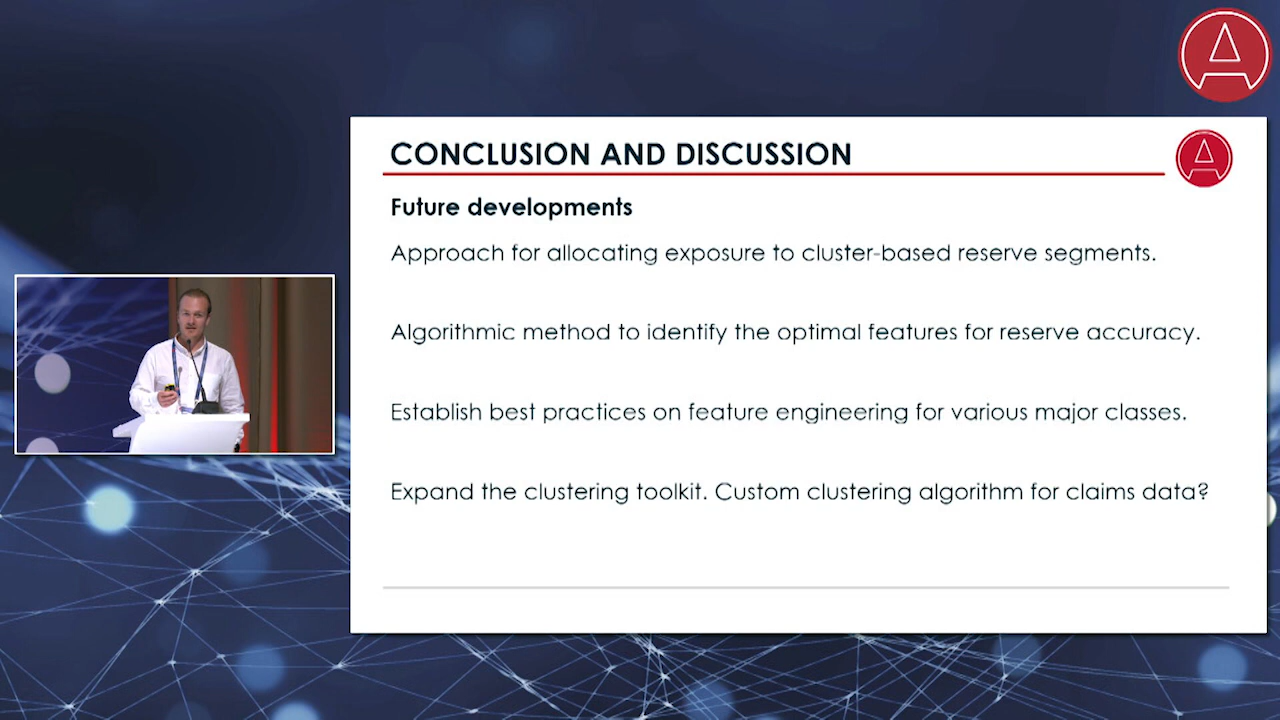 CONCLUSION AND DISCUSSION
Future developments
Approach for allocating exposure to cluster-based reserve segments.
Algorithmic method to identify the optimal features for reserve accuracy.
Establish best practices on feature engineering for various major classes.
Expand the clustering toolkit. Custom clustering algorithm for claims data?